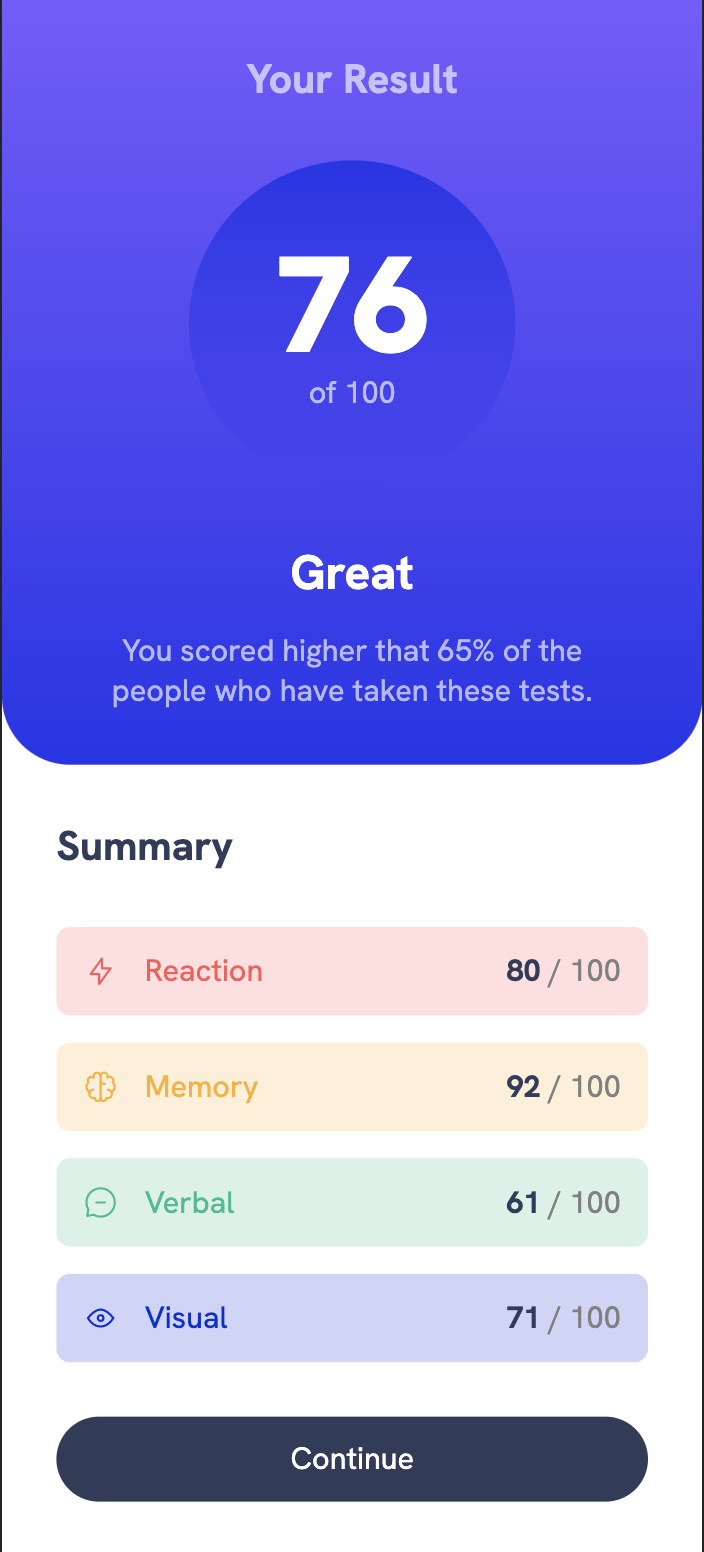 Your Result
76
of 100
Great
You scored higher that 65% of the
people who have taken these tests.
Summary
Reaction 80 / 100
Memory 92 / 100
Verbal 61 / 100
Visual 71 / 100
Continue